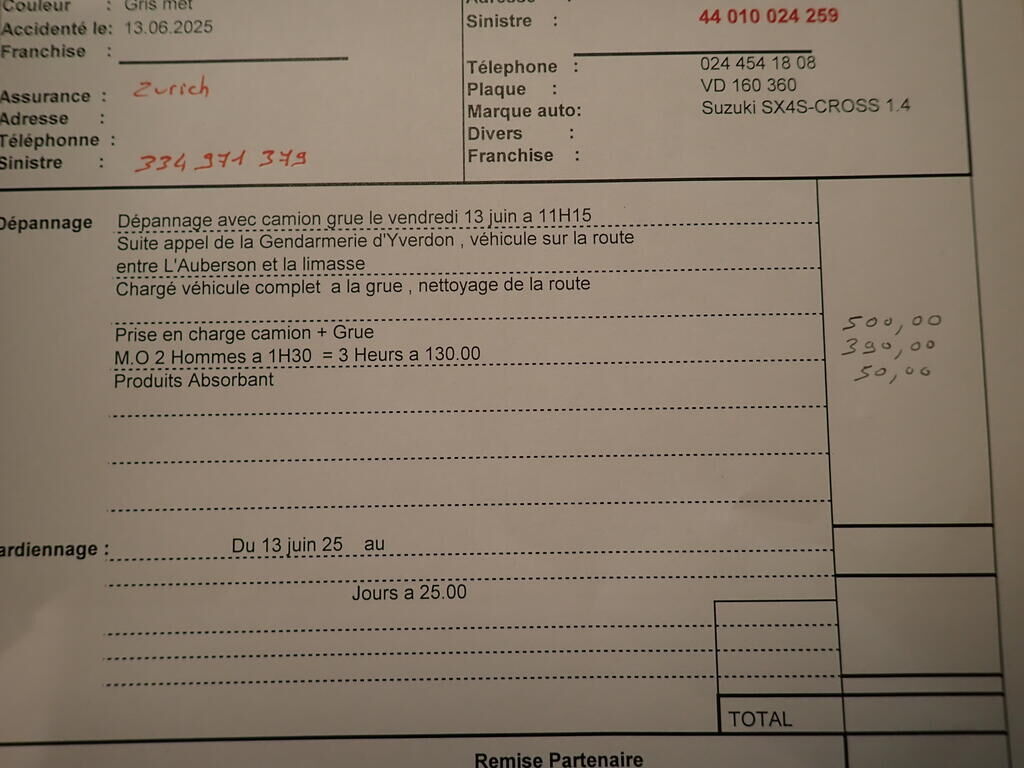 Couleur : Gris met
Accidenté le: 13.06.2025
Franchise :
Assurance : Zurich
Adresse :
Téléphonne :
Sinistre : 334 971 379
Sinistre : 44 010 024 259
Télephone : 024 454 18 08
Plaque : VD 160 360
Marque auto: Suzuki SX4S-CROSS 1.4
Divers :
Franchise :
Dépannage Dépannage avec camion grue le vendredi 13 juin a 11H15
Suite appel de la Gendarmerie d'Yverdon , véhicule sur la route
entre L'Auberson et la limasse
Chargé véhicule complet a la grue , nettoyage de la route
Prise en charge camion + Grue 500,00
M.O 2 Hommes a 1H30 = 3 Heurs a 130.00 390,00
Produits Absorbant 50,00
ardiennage : Du 13 juin 25 au
Jours a 25.00
TOTAL
Remise Partenaire